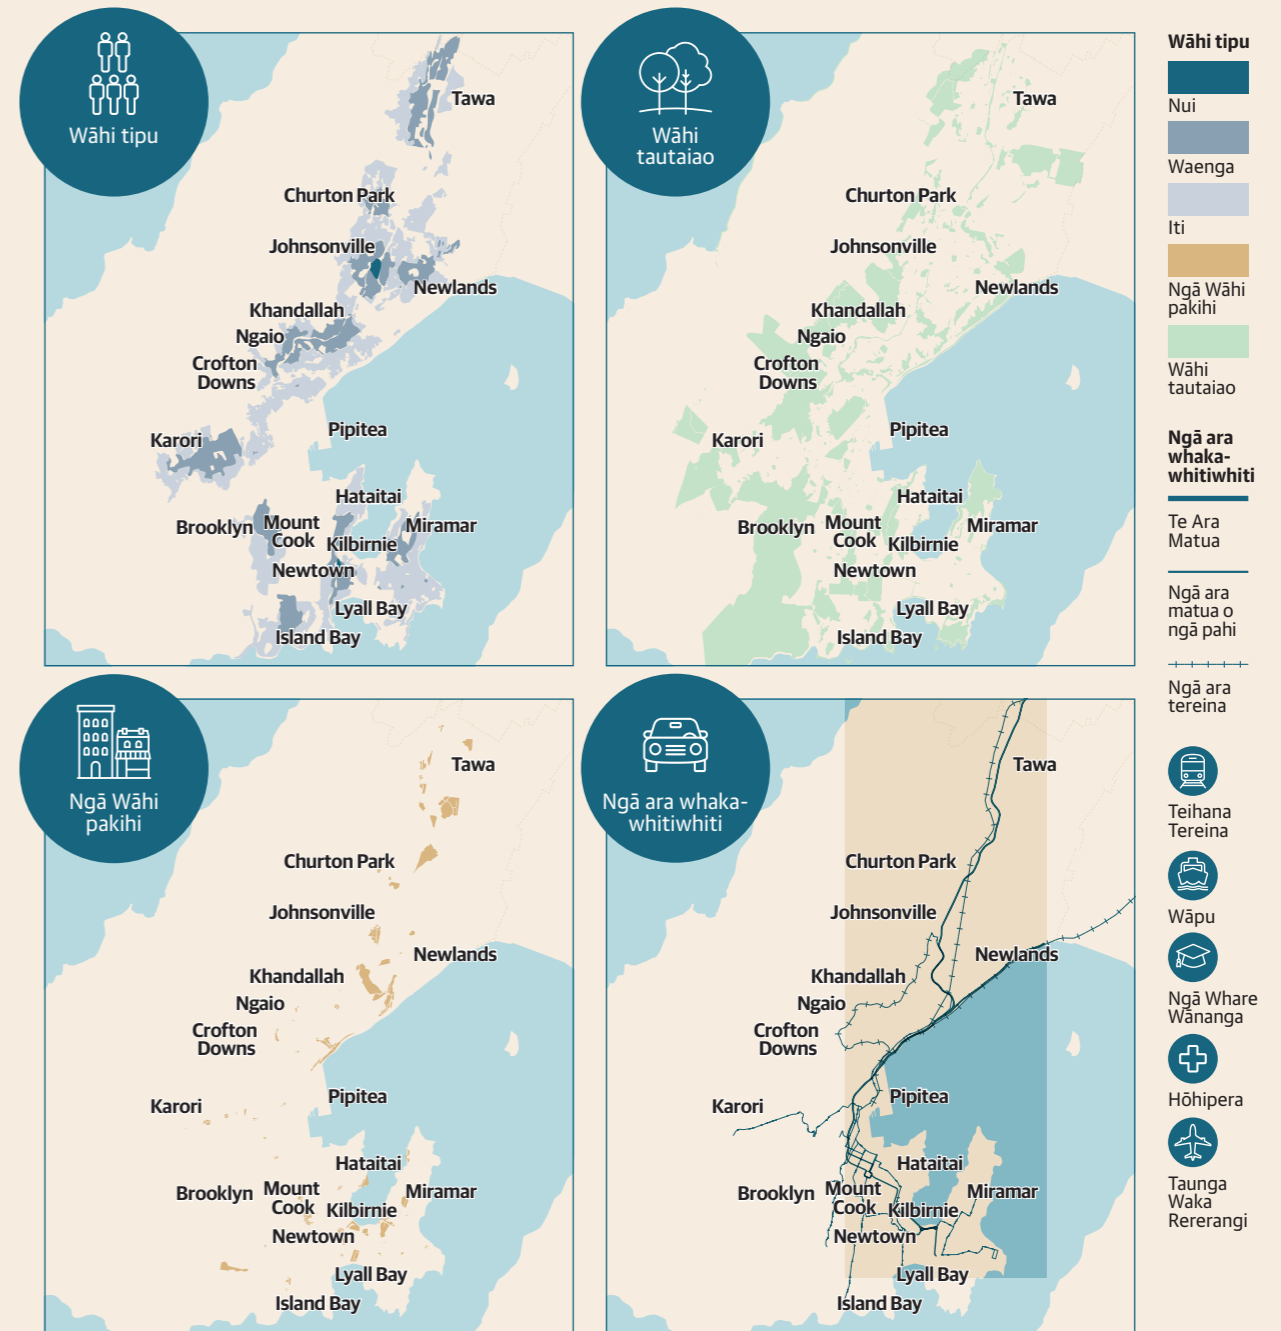 Wāhi tipu
Tawa
Churton Park
Johnsonville
Newlands
Khandallah
Ngaio
Crofton
Downs
Karori
Pipitea
Hataitai
Brooklyn
Mount
Cook
Miramar
Kilbirnie
Newtown
Lyall Bay
Island Bay
Wāhi
tautaiao
Tawa
Churton Park
Johnsonville
Newlands
Khandallah
Ngaio
Crofton
Downs
Karori
Pipitea
Hataitai
Brooklyn
Mount
Cook
Miramar
Kilbirnie
Newtown
Lyall Bay
Island Bay
Ngā Wāhi
pakihi
Tawa
Churton Park
Johnsonville
Newlands
Khandallah
Ngaio
Crofton
Downs
Karori
Pipitea
Hataitai
Brooklyn
Mount
Cook
Miramar
Kilbirnie
Newtown
Lyall Bay
Island Bay
Ngā ara whaka-
whitiwhiti
Tawa
Churton Park
Johnsonville
Newlands
Khandallah
Ngaio
Crofton
Downs
Karori
Pipitea
Hataitai
Brooklyn
Mount
Cook
Miramar
Kilbirnie
Newtown
Lyall Bay
Island Bay
Wāhi tipu
Nui
Waenga
Iti
Ngā Wāhi
pakihi
Wāhi
tautaiao
Ngā ara
whaka-
whitiwhiti
Te Ara
Matua
Ngā ara
matua o
ngā pahi
Ngā ara
tereina
Teihana
Tereina
Wāpu
Ngā Whare
Wānanga
Hōhipera
Taunga
Waka
Rererangi